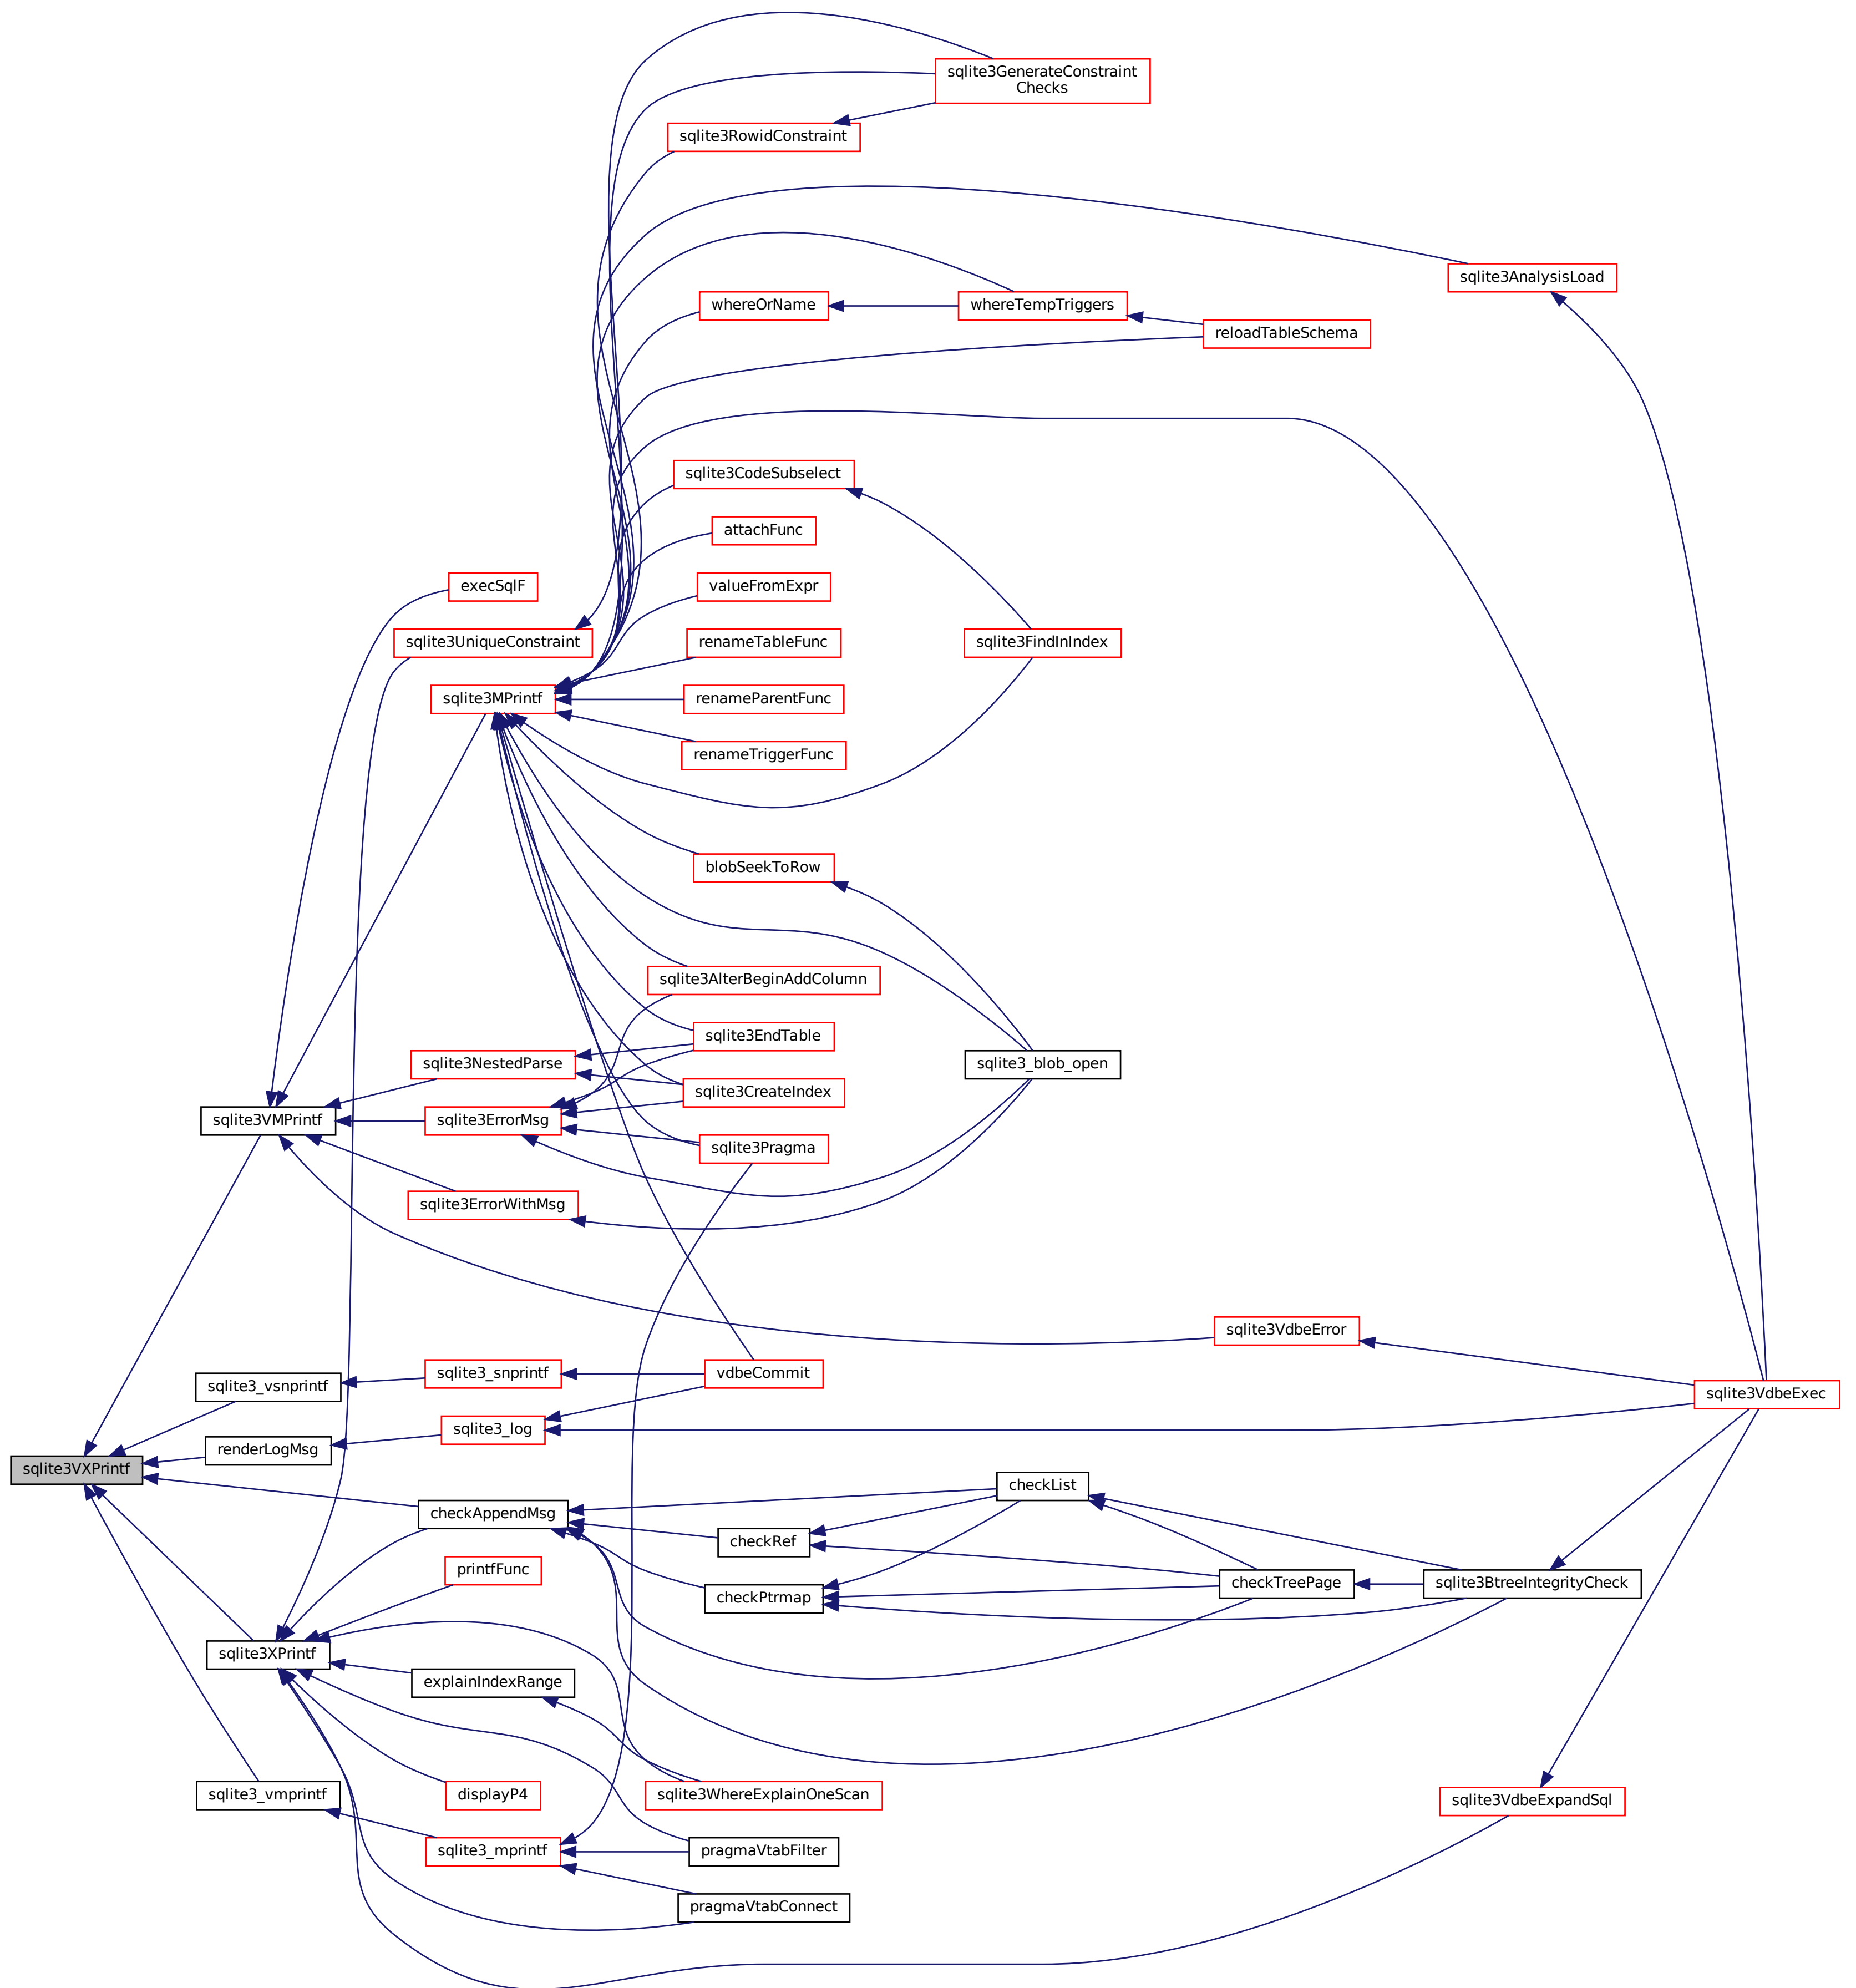 sqlite3GenerateConstraint
Checks
sqlite3RowidConstraint
sqlite3AnalysisLoad
whereOrName
whereTempTriggers
reloadTableSchema
sqlite3CodeSubselect
attachFunc
execSqlF
valueFromExpr
sqlite3UniqueConstraint
renameTableFunc
sqlite3FindInIndex
sqlite3MPrintf
renameParentFunc
renameTriggerFunc
blobSeekToRow
sqlite3AlterBeginAddColumn
sqlite3EndTable
sqlite3NestedParse
sqlite3_blob_open
sqlite3CreateIndex
sqlite3VMPrintf
sqlite3ErrorMsg
sqlite3Pragma
sqlite3ErrorWithMsg
sqlite3VdbeError
sqlite3_vsnprintf
sqlite3_snprintf
vdbeCommit
sqlite3VdbeExec
sqlite3_log
renderLogMsg
sqlite3VXPrintf
checkList
checkAppendMsg
checkRef
printfFunc
checkPtrmap
checkTreePage
sqlite3BtreeIntegrityCheck
sqlite3XPrintf
explainIndexRange
sqlite3_vmprintf
displayP4
sqlite3WhereExplainOneScan
sqlite3VdbeExpandSql
sqlite3_mprintf
pragmaVtabFilter
pragmaVtabConnect